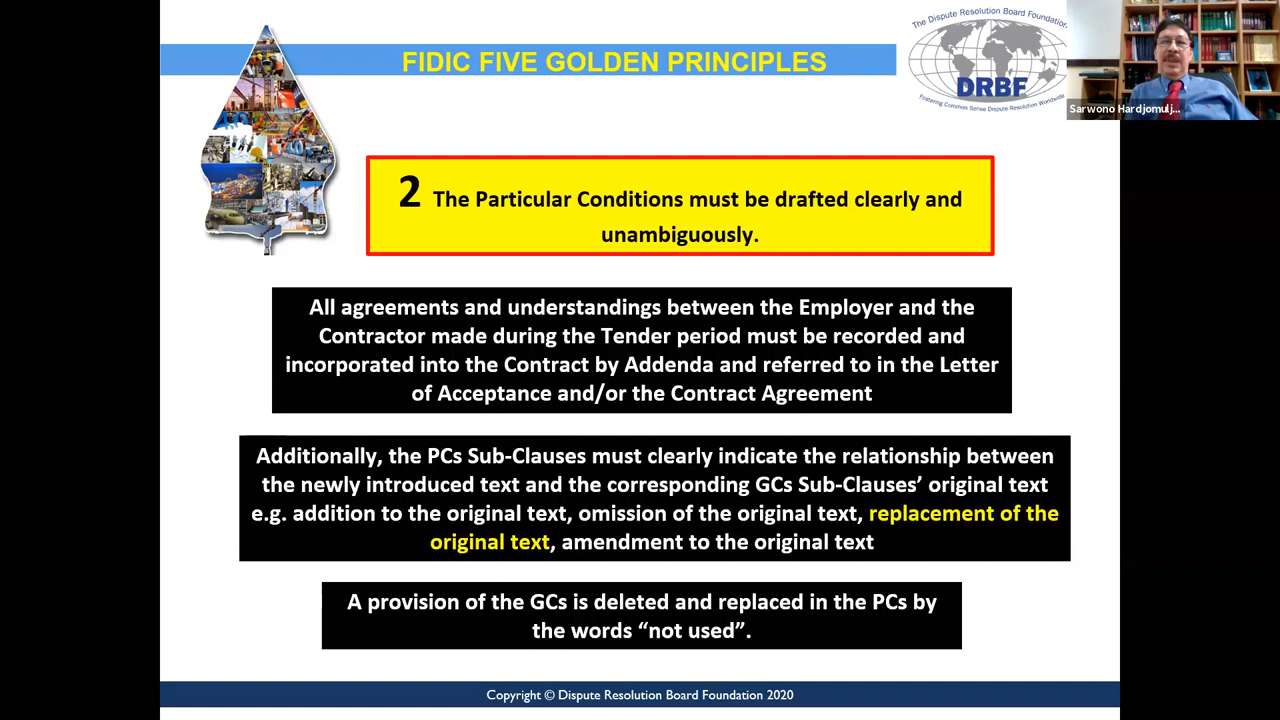 FIDIC FIVE GOLDEN PRINCIPLES
The Dispute Resolution Board Foundation
DRBF
Fostering Common Sense Dispute Resolution Worldwide
Sarwono Hardjomulj...
2 The Particular Conditions must be drafted clearly and
unambiguously.
All agreements and understandings between the Employer and the
Contractor made during the Tender period must be recorded and
incorporated into the Contract by Addenda and referred to in the Letter
of Acceptance and/or the Contract Agreement
Additionally, the PCs Sub-Clauses must clearly indicate the relationship between
the newly introduced text and the corresponding GCs Sub-Clauses’ original text
e.g. addition to the original text, omission of the original text, replacement of the
original text, amendment to the original text
A provision of the GCs is deleted and replaced in the PCs by
the words “not used”.
Copyright © Dispute Resolution Board Foundation 2020